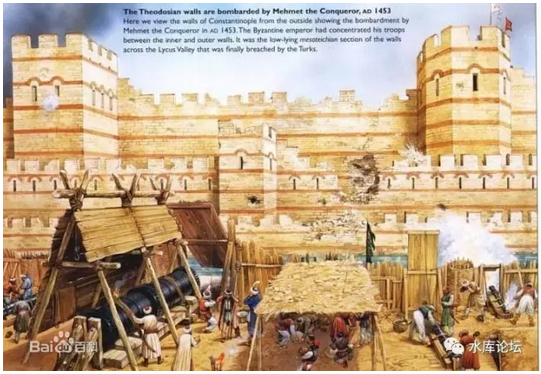 The Theodosian walls are bombarded by Mehmet the Conqueror, AD 1453
Here we view the walls of Constantinople from the outside showing the bombardment by
Mehmet the Conqueror in AD 1453. The Byzantine emperor had concentrated his troops
between the inner and outer walls. It was the low-lying mesoteichion section of the walls
across the Lycus Valley that was finally breached by the Turks.
Bai百科
水库论坛